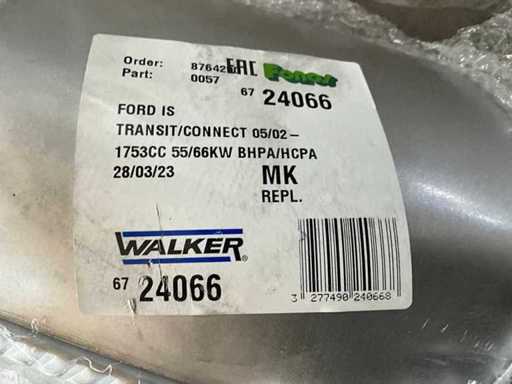 Order:
Part: 0057
EAC
67 24066
FORD IS
TRANSIT/CONNECT 05/02-
1753CC 55/66KW BHPA/HCPA
28/03/23 MK
REPL.
WALKER®
67 24066
3 277490 240668